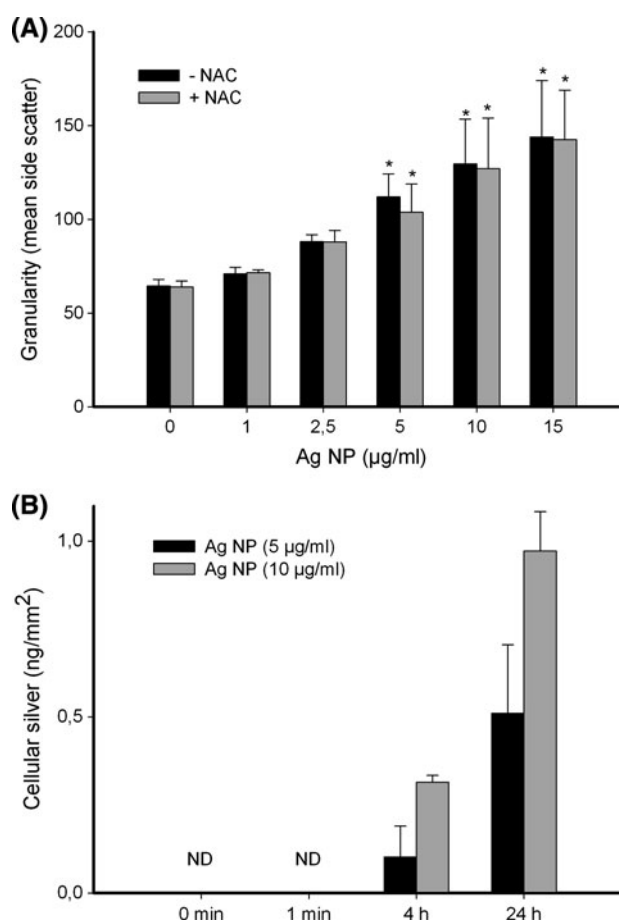 (A)
200
150
100
50
0
Granularity (mean side scatter)
- NAC
+ NAC
* * * * * *
0 1 2,5 5 10 15
Ag NP (µg/ml)
(B)
1,0
0,5
0,0
Cellular silver (ng/mm²)
Ag NP (5 µg/ml)
Ag NP (10 µg/ml)
ND ND
0 min 1 min 4 h 24 h